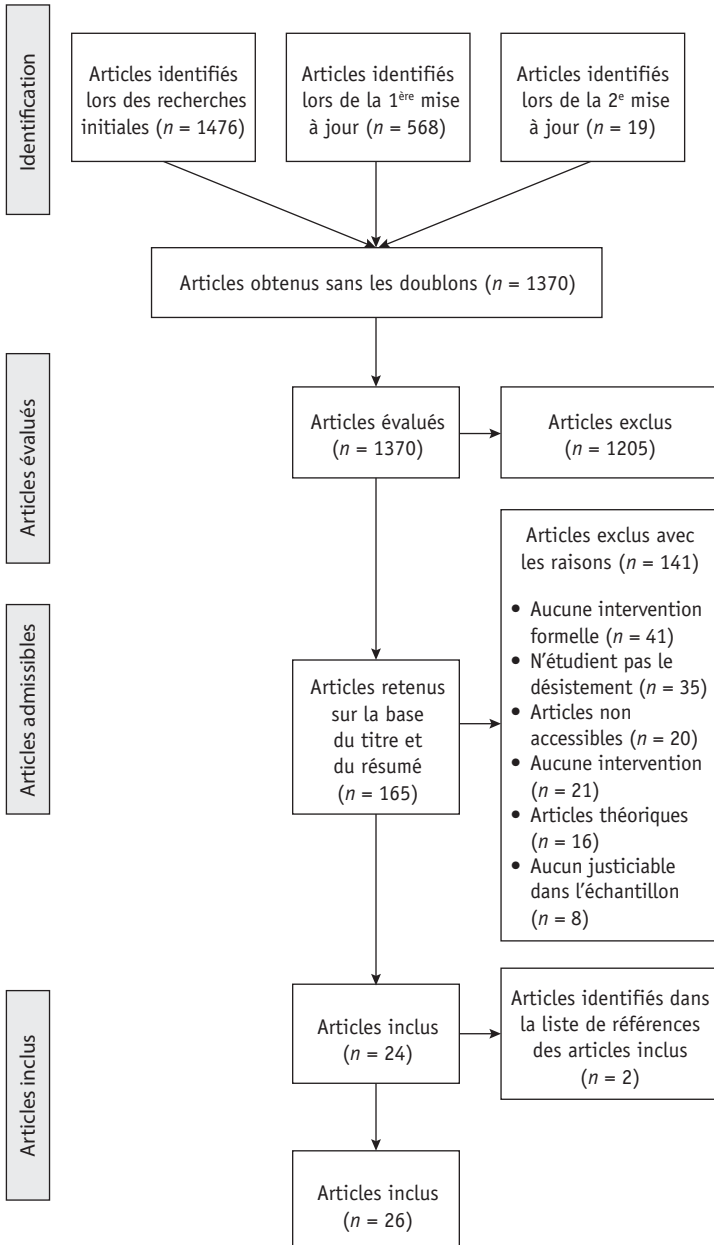 Identification
Articles identifiés
lors des recherches
initiales (n = 1476)
Articles identifiés
lors de la 1ère mise
à jour (n = 568)
Articles identifiés
lors de la 2e mise
à jour (n = 19)
Articles obtenus sans les doublons (n = 1370)
Articles évalués
Articles évalués
(n = 1370)
Articles exclus
(n = 1205)
Articles admissibles
Articles retenus
sur la base
du titre et
du résumé
(n = 165)
Articles exclus avec
les raisons (n = 141)
• Aucune intervention
formelle (n = 41)
• N'étudient pas le
désistement (n = 35)
• Articles non
accessibles (n = 20)
• Aucune intervention
(n = 21)
• Articles théoriques
(n = 16)
• Aucun justiciable
dans l'échantillon
(n = 8)
Articles inclus
Articles inclus
(n = 24)
Articles identifiés dans
la liste de références
des articles inclus
(n = 2)
Articles inclus
(n = 26)